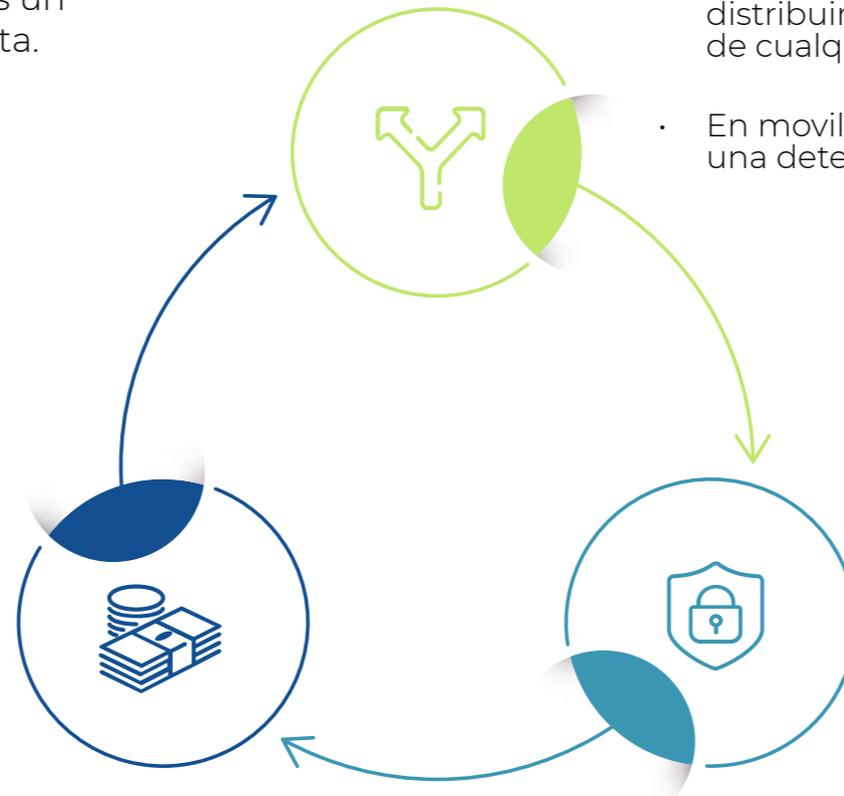 s un
ta.
distribuir
de cualq
· En movil
una dete